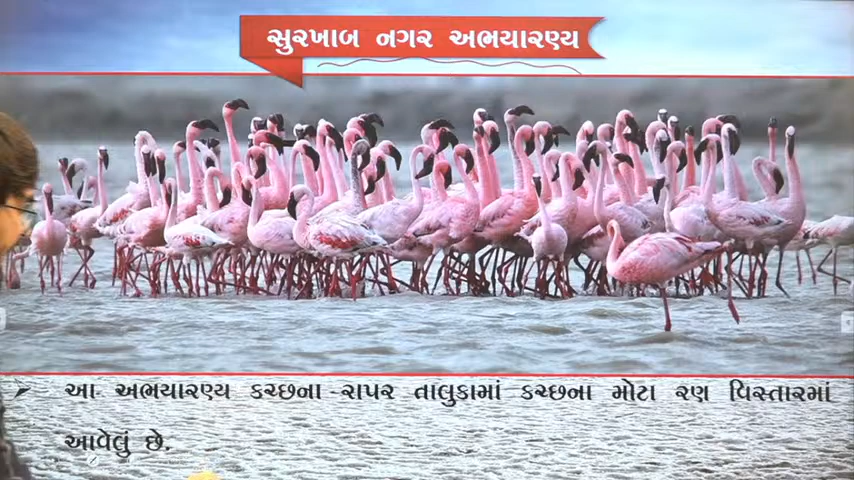 સુરખાબ નગર અભયારણ્ય
આ અભયારણ્ય કચ્છના રાપર તાલુકામાં કચ્છના મોટા રણ વિસ્તારમાં
આવેલું છે.